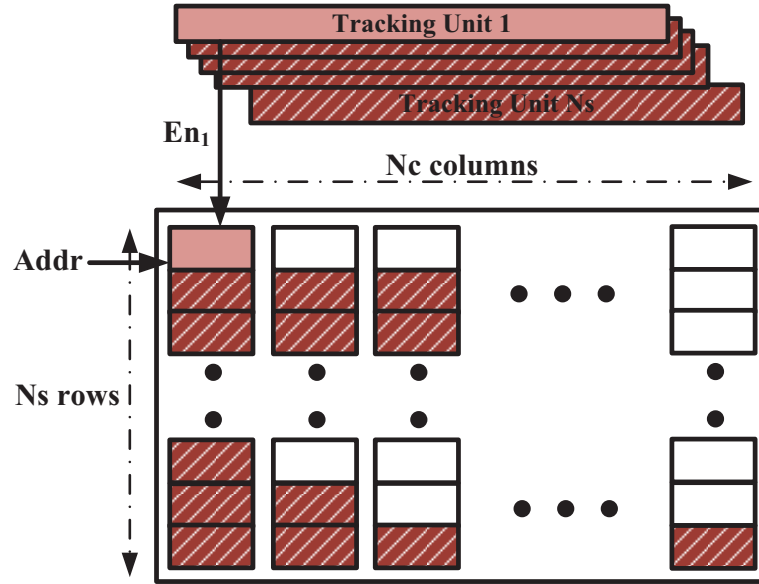 Tracking Unit 1
Tracking Unit Ns
En₁
Nc columns
Addr
Ns rows